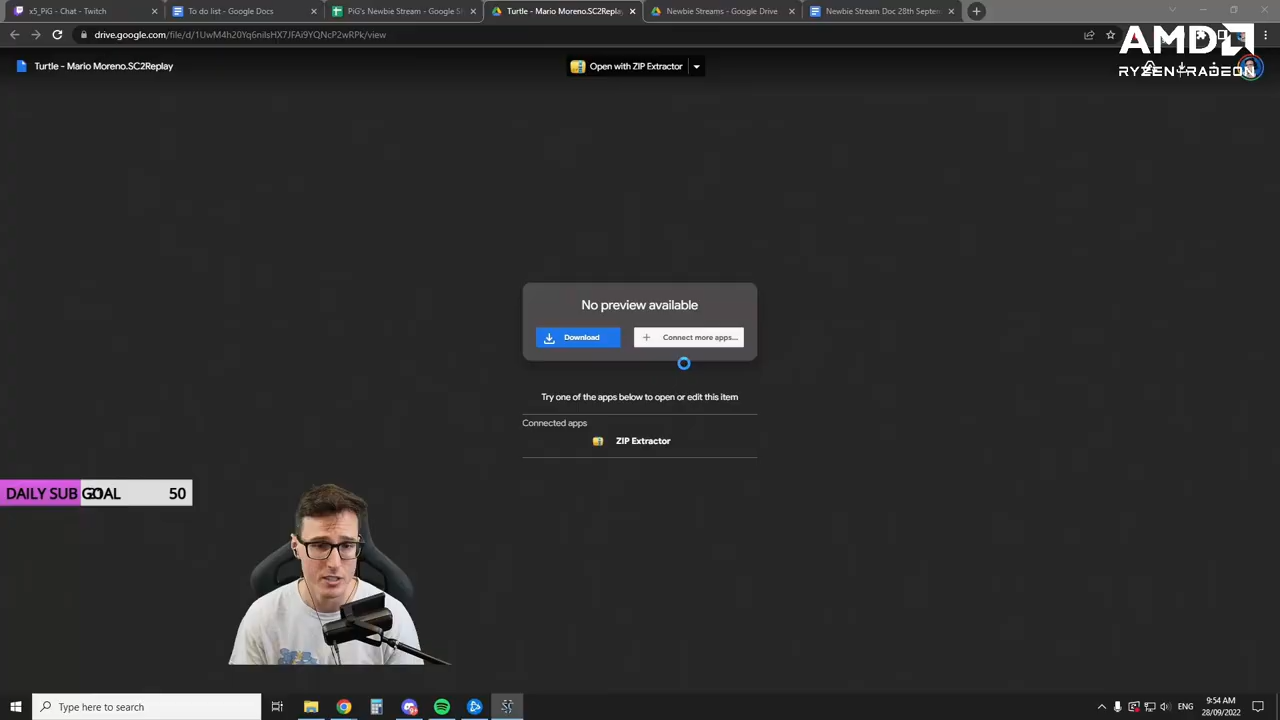 x5_PiG - Chat - Twitch
To do list - Google Docs
PiG's Newbie Stream - Google S
Turtle - Mario Moreno.SC2Replay
Newbie Streams - Google Drive
Newbie Stream Doc 28th Septem
drive.google.com/file/d/1UwM4h20Yq6nilsHX7JFAi9YQNcP2wRPk/view
AMD
RYZEN RADEON
Turtle - Mario Moreno.SC2Replay
Open with ZIP Extractor
No preview available
Download
Connect more apps...
Try one of the apps below to open or edit this item
Connected apps
ZIP Extractor
DAILY SUB GOAL 50
Type here to search
ENG
9:54 AM
28/09/2022